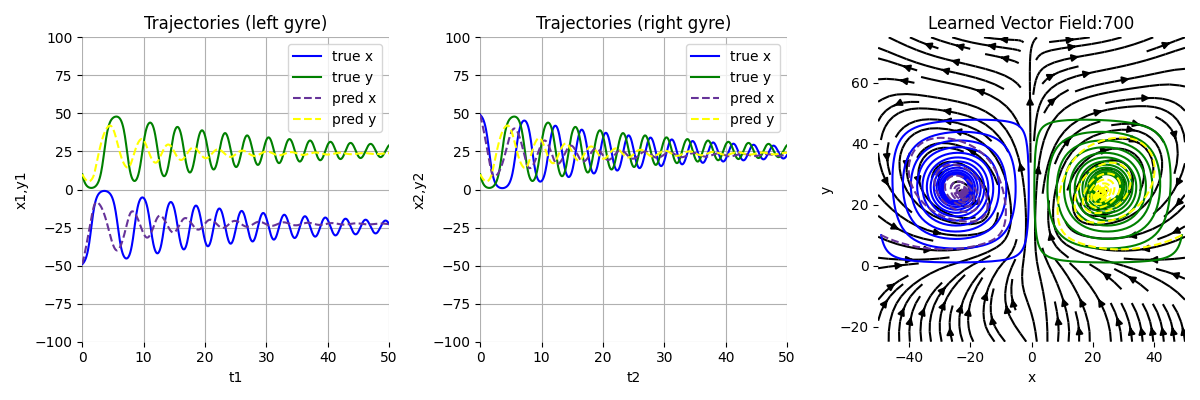 Trajectories (left gyre)
x1,y1
100
75
50
25
0
−25
−50
−75
−100
true x
true y
pred x
pred y
0 10 20 30 40 50
t1
Trajectories (right gyre)
x2,y2
100
75
50
25
0
−25
−50
−75
−100
true x
true y
pred x
pred y
0 10 20 30 40 50
t2
Learned Vector Field:700
y
60
40
20
0
−20
−40 −20 0 20 40
x